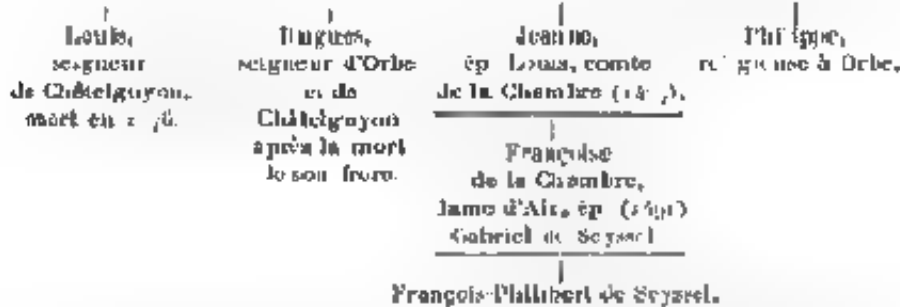 Louis,
seigneur
de Châtelguyon,
mort en
Hugues,
seigneur d'Orbe
et de
Châtelguyon
après la mort
de son frère.
Jeanne,
ép. Louis, comte
de la Chambre
Philippe,
religieuse à Orbe.
Françoise
de la Chambre,
dame d'Aix, ép.
Gabriel de Seyssel
François-Philibert de Seyssel.